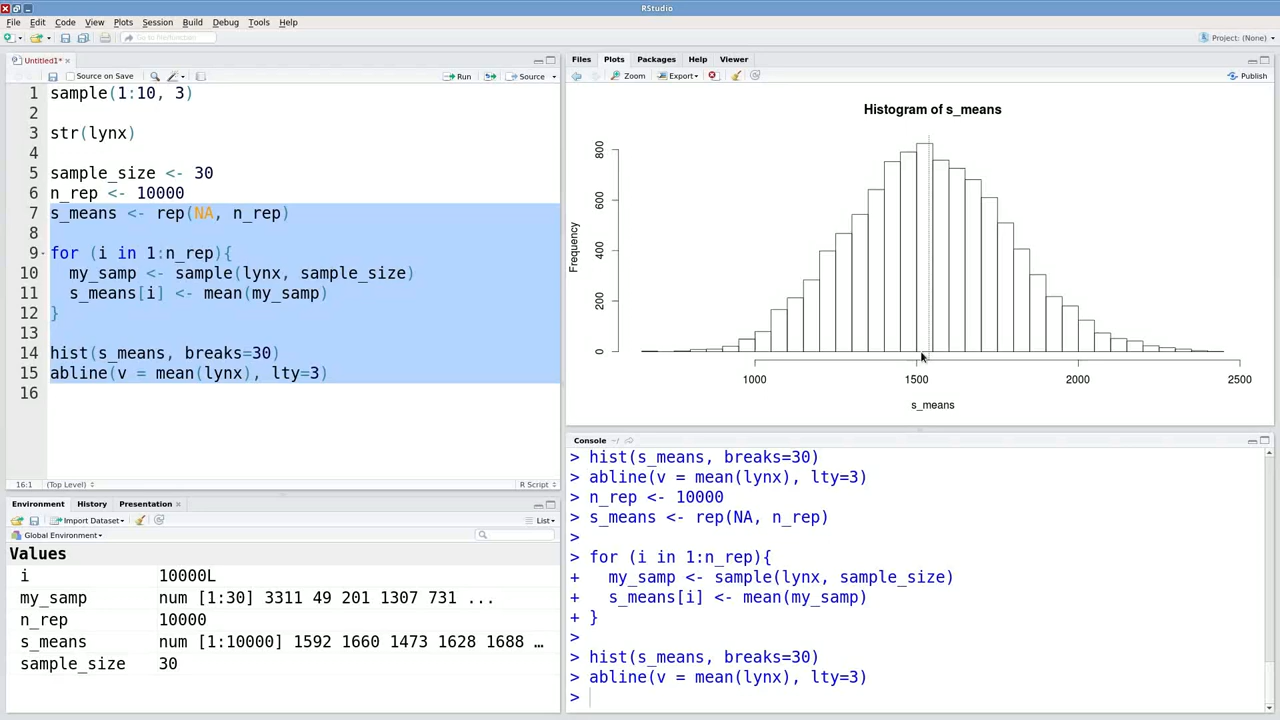 RStudio
File Edit Code View Plots Session Build Debug Tools Help
Go to file/function
Project: (None)
Untitled1*
Source on Save
Run
Source
1 sample(1:10, 3)
2
3 str(lynx)
4
5 sample_size <- 30
6 n_rep <- 10000
7 s_means <- rep(NA, n_rep)
8
9 for (i in 1:n_rep){
10 my_samp <- sample(lynx, sample_size)
11 s_means[i] <- mean(my_samp)
12 }
13
14 hist(s_means, breaks=30)
15 abline(v = mean(lynx), lty=3)
16
16:1 (Top Level) R Script
Environment History Presentation
Import Dataset List
Global Environment
Values
i 10000L
my_samp num [1:30] 3311 49 201 1307 731 ...
n_rep 10000
s_means num [1:10000] 1592 1660 1473 1628 1688 …
sample_size 30
Files Plots Packages Help Viewer
Zoom Export Publish
Histogram of s_means
Frequency
800
600
400
200
0
1000 1500 2000 2500
s_means
Console ~/
> hist(s_means, breaks=30)
> abline(v = mean(lynx), lty=3)
> n_rep <- 10000
> s_means <- rep(NA, n_rep)
>
> for (i in 1:n_rep){
+ my_samp <- sample(lynx, sample_size)
+ s_means[i] <- mean(my_samp)
+ }
>
> hist(s_means, breaks=30)
> abline(v = mean(lynx), lty=3)
>